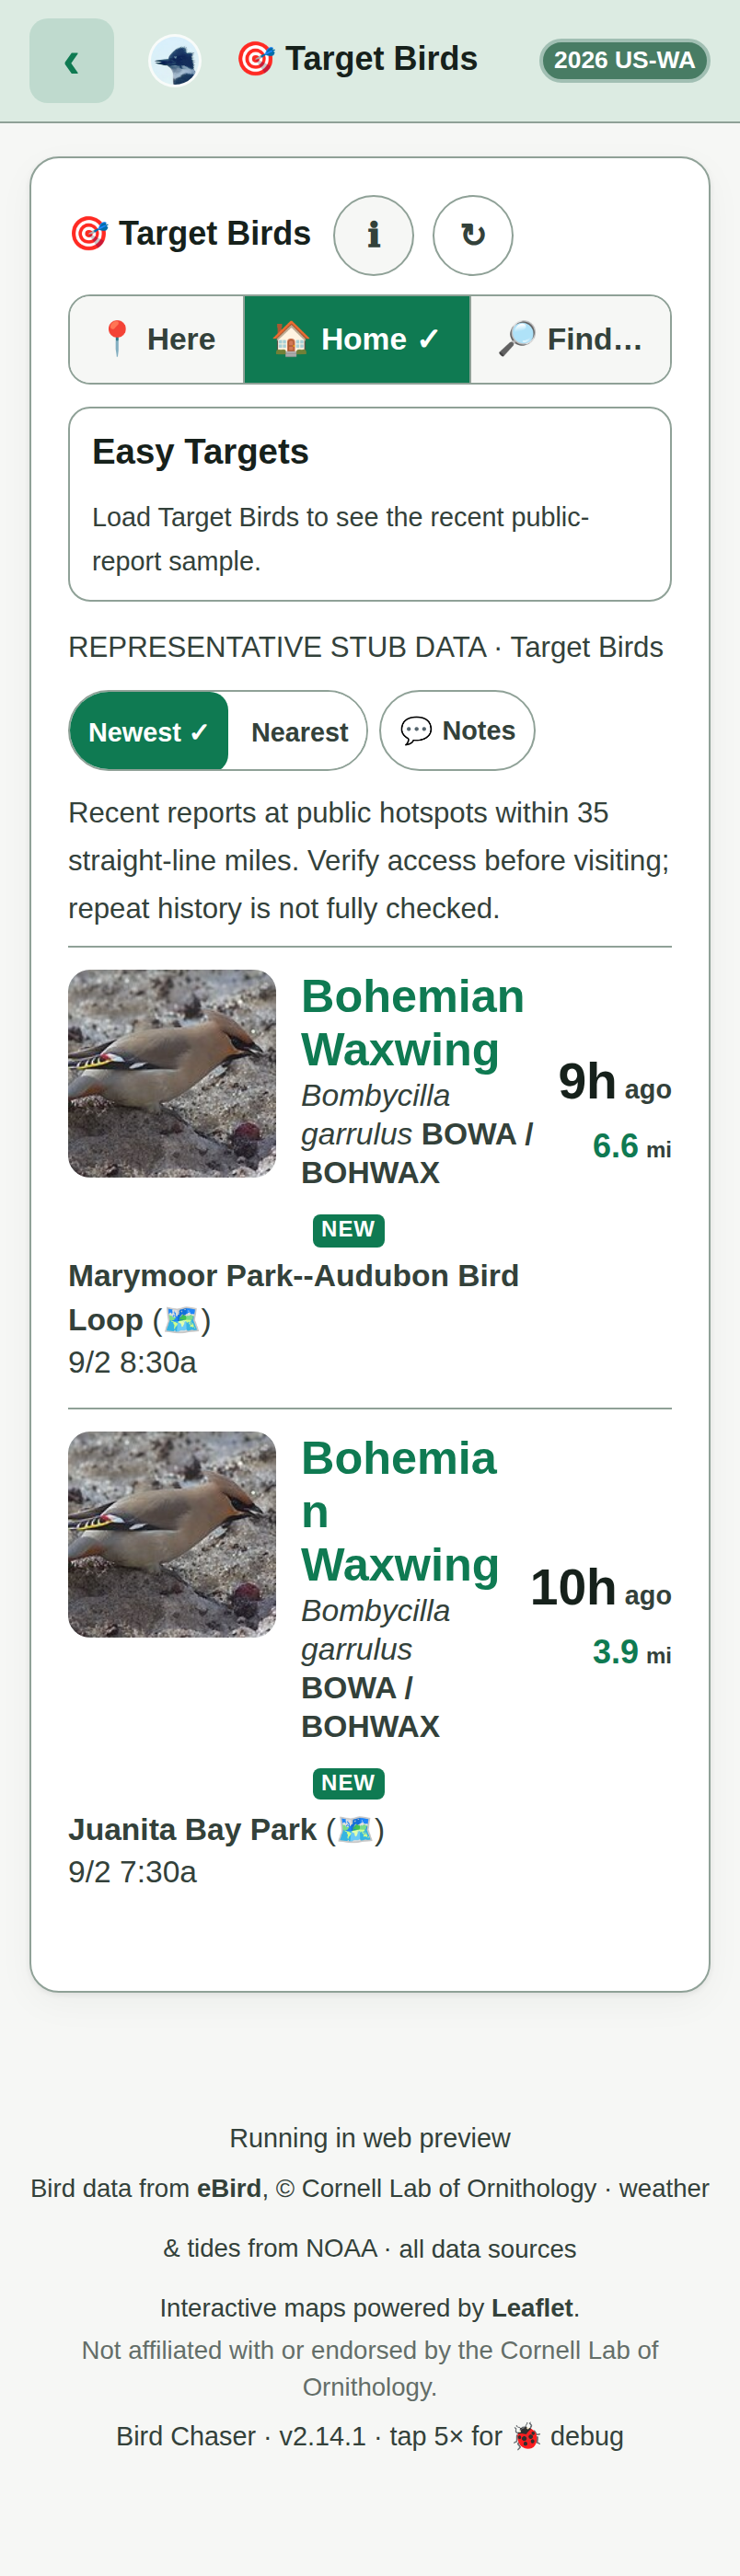 ‹ 🎯 Target Birds 2026 US-WA
🎯 Target Birds ℹ ↻
📍 Here 🏠 Home ✓ 🔎 Find…
Easy Targets
Load Target Birds to see the recent public-
report sample.
REPRESENTATIVE STUB DATA · Target Birds
Newest ✓ Nearest 💬 Notes
Recent reports at public hotspots within 35
straight-line miles. Verify access before visiting;
repeat history is not fully checked.
Bohemian
Waxwing
Bombycilla
garrulus BOWA /
BOHWAX
9h ago
6.6 mi
NEW
Marymoor Park--Audubon Bird
Loop (🗺️)
9/2 8:30a
Bohemia
n
Waxwing
Bombycilla
garrulus
BOWA /
BOHWAX
10h ago
3.9 mi
NEW
Juanita Bay Park (🗺️)
9/2 7:30a
Running in web preview
Bird data from eBird, © Cornell Lab of Ornithology · weather
& tides from NOAA · all data sources
Interactive maps powered by Leaflet.
Not affiliated with or endorsed by the Cornell Lab of
Ornithology.
Bird Chaser · v2.14.1 · tap 5× for 🐞 debug